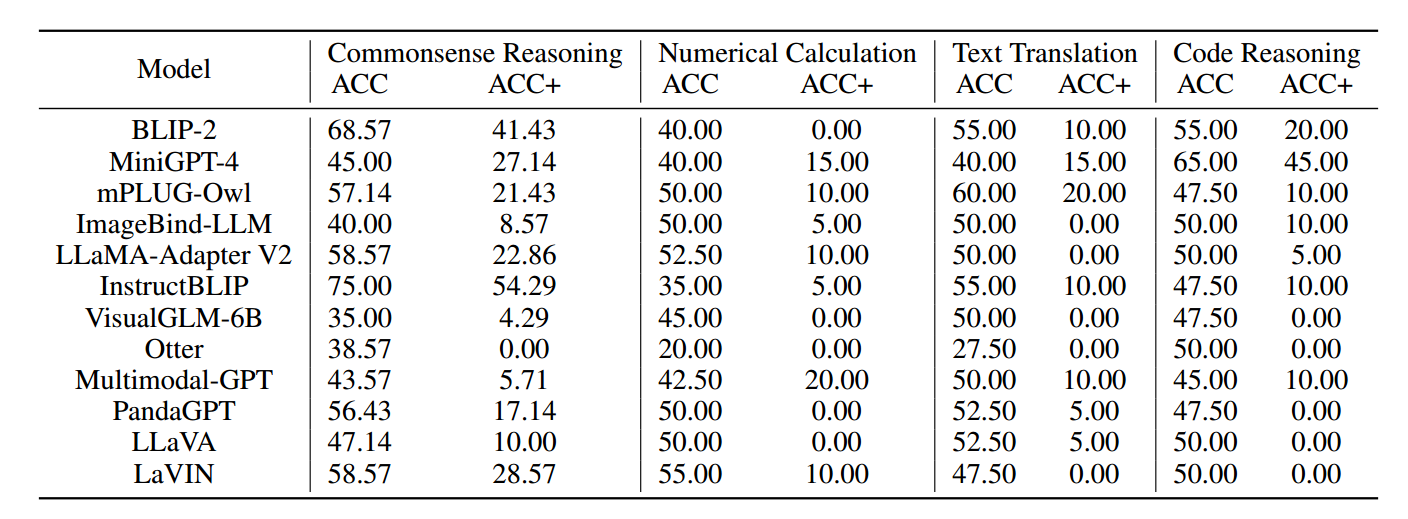 Model Commonsense Reasoning Numerical Calculation Text Translation Code Reasoning
ACC ACC+ ACC ACC+ ACC ACC+ ACC ACC+
BLIP-2 68.57 41.43 40.00 0.00 55.00 10.00 55.00 20.00
MiniGPT-4 45.00 27.14 40.00 15.00 40.00 15.00 65.00 45.00
mPLUG-Owl 57.14 21.43 50.00 10.00 60.00 20.00 47.50 10.00
ImageBind-LLM 40.00 8.57 50.00 5.00 50.00 0.00 50.00 10.00
LLaMA-Adapter V2 58.57 22.86 52.50 10.00 50.00 0.00 50.00 5.00
InstructBLIP 75.00 54.29 35.00 5.00 55.00 10.00 47.50 10.00
VisualGLM-6B 35.00 4.29 45.00 0.00 50.00 0.00 47.50 0.00
Otter 38.57 0.00 20.00 0.00 27.50 0.00 50.00 0.00
Multimodal-GPT 43.57 5.71 42.50 20.00 50.00 10.00 45.00 10.00
PandaGPT 56.43 17.14 50.00 0.00 52.50 5.00 47.50 0.00
LLaVA 47.14 10.00 50.00 0.00 52.50 5.00 50.00 0.00
LaVIN 58.57 28.57 55.00 10.00 47.50 0.00 50.00 0.00